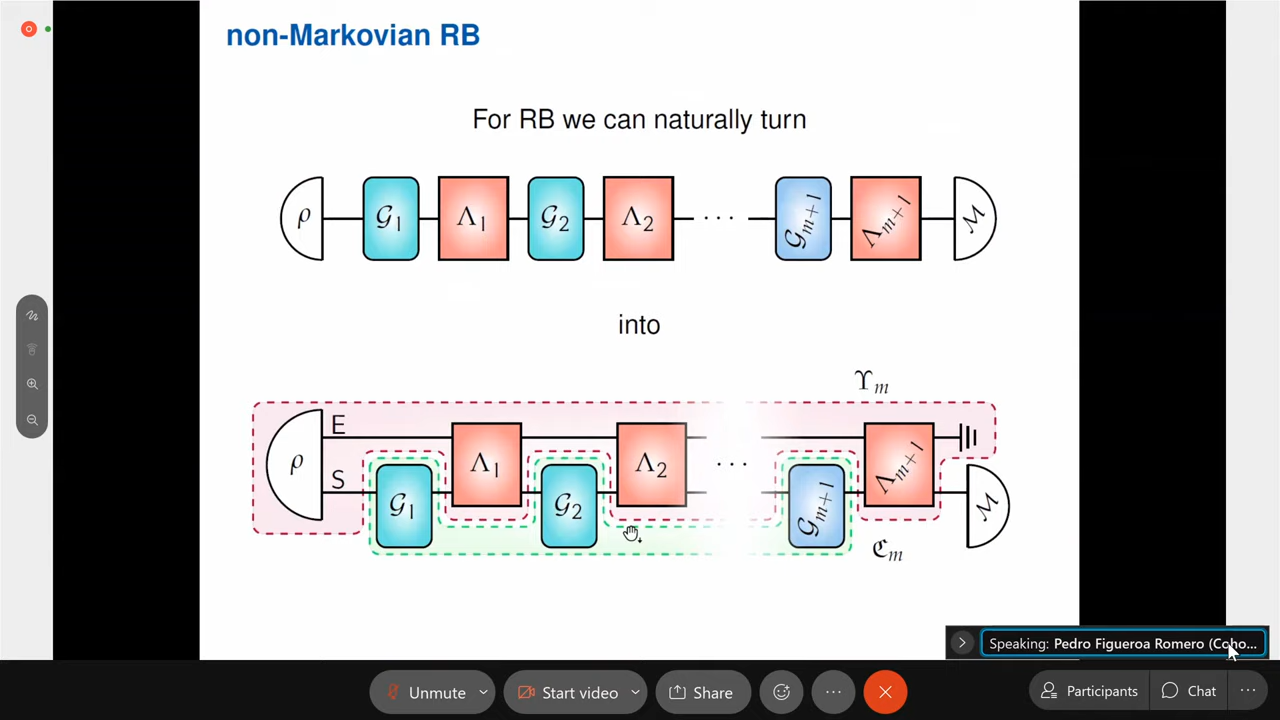 non-Markovian RB
For RB we can naturally turn
ρ 𝒢₁ Λ₁ 𝒢₂ Λ₂ ··· 𝒢ₘ₊₁ Λₘ₊₁ ℳ
into
ϒₘ
E
ρ Λ₁ Λ₂ ··· Λₘ₊₁
S
𝒢₁ 𝒢₂ 𝒢ₘ₊₁ ℳ
ℭₘ
Speaking: Pedro Figueroa Romero (Coho...
Unmute Start video Share ··· Participants Chat ···